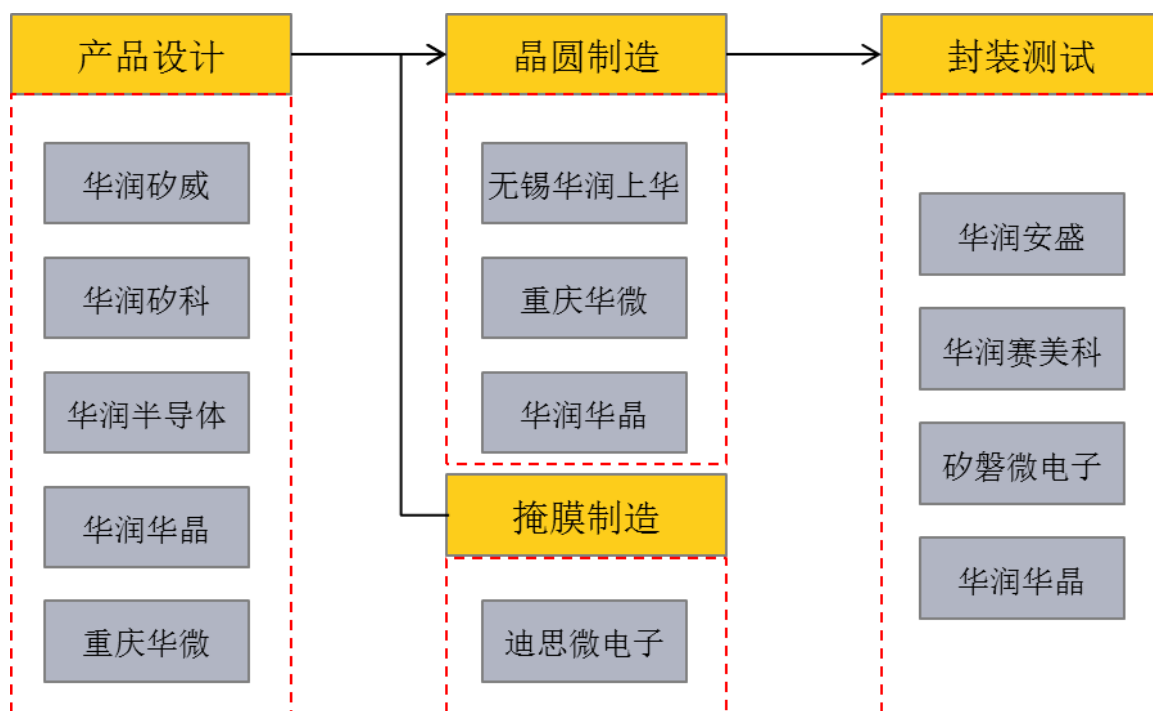 产品设计
华润矽威
华润矽科
华润半导体
华润华晶
重庆华微
晶圆制造
无锡华润上华
重庆华微
华润华晶
掩膜制造
迪思微电子
封装测试
华润安盛
华润赛美科
矽磐微电子
华润华晶